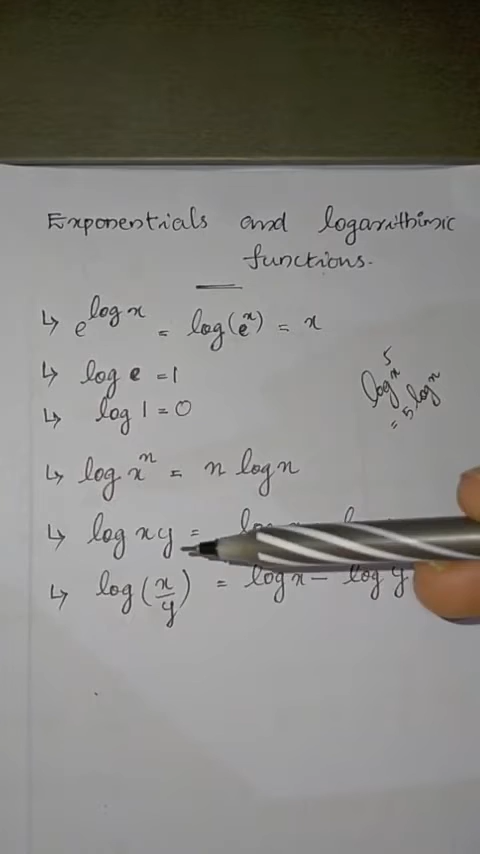 Exponentials and logarithimic
functions.
↳ e^{log x} = log(e^x) = x
↳ log e = 1
↳ log 1 = 0
log x^5
= 5 log x
↳ log x^n = n log x
↳ log xy =
↳ log(x/y) = log x - log y